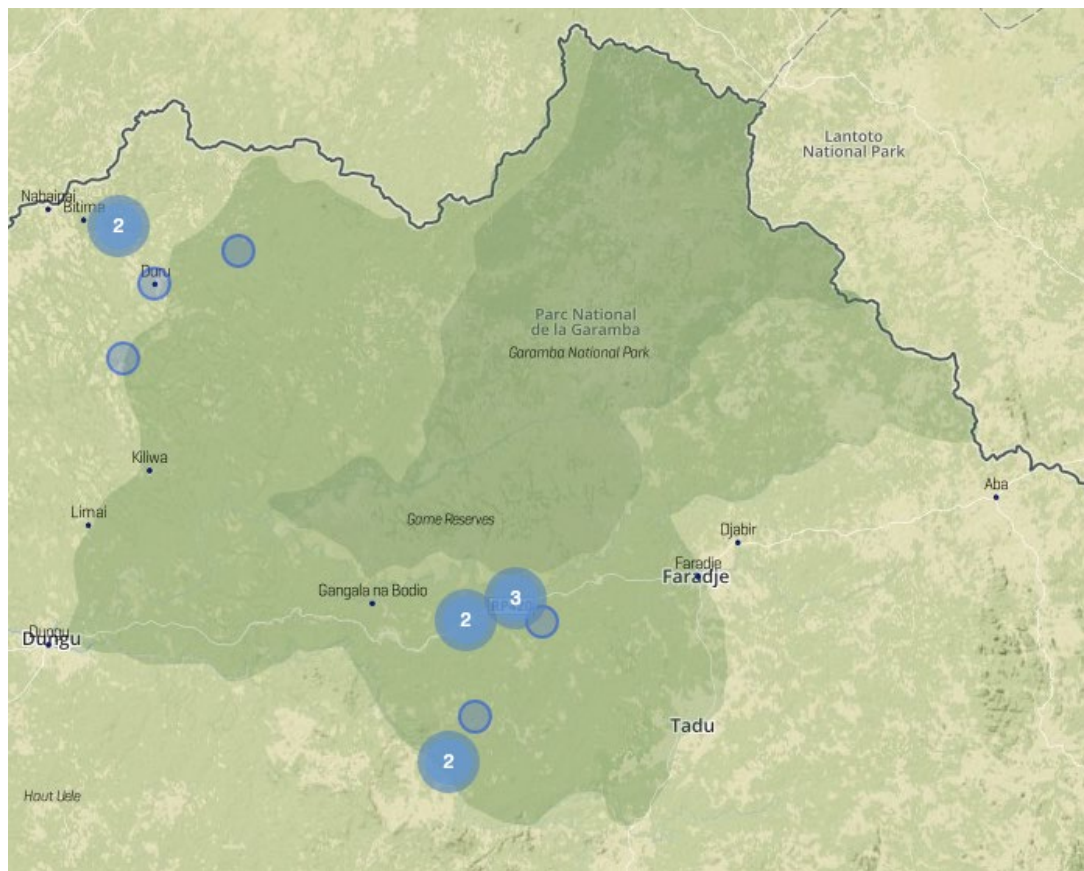 Lantoto
National Park
Nabaipai
Bitima
2
Duru
Parc National
de la Garamba
Garamba National Park
Kiliwa
Aba
Limai
Game Reserves
Djabir
Faradje
Faradje
Gangala na Bodio
3
2
Dungu
Dungu
Tadu
2
Haut Uele